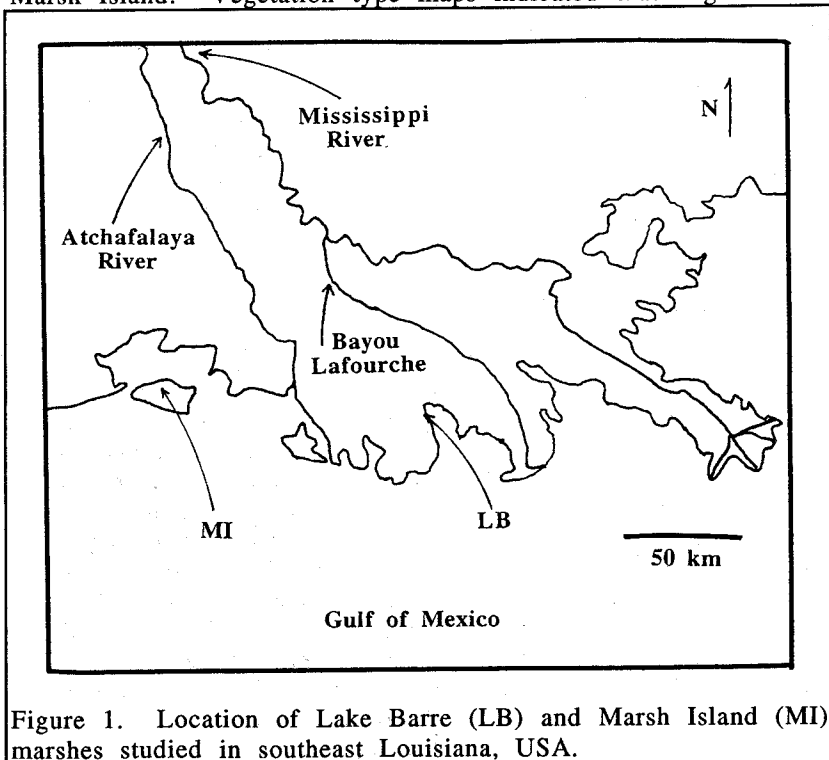 Mississippi
River
N
Atchafalaya
River
Bayou
Lafourche
MI
LB
50 km
Gulf of Mexico
Figure 1. Location of Lake Barre (LB) and Marsh Island (MI)
marshes studied in southeast Louisiana, USA.